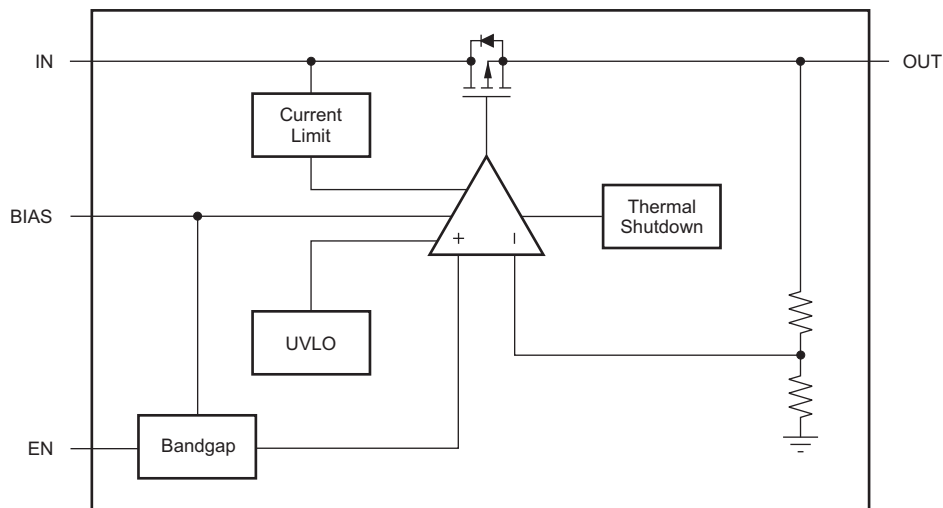 IN
OUT
Current
Limit
BIAS
Thermal
Shutdown
+
–
UVLO
EN
Bandgap